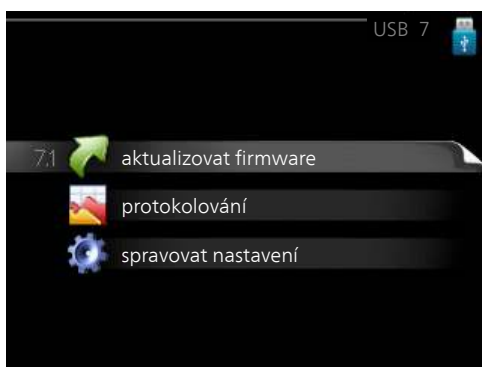 USB 7
7.1 aktualizovat firmware
protokolování
spravovat nastavení